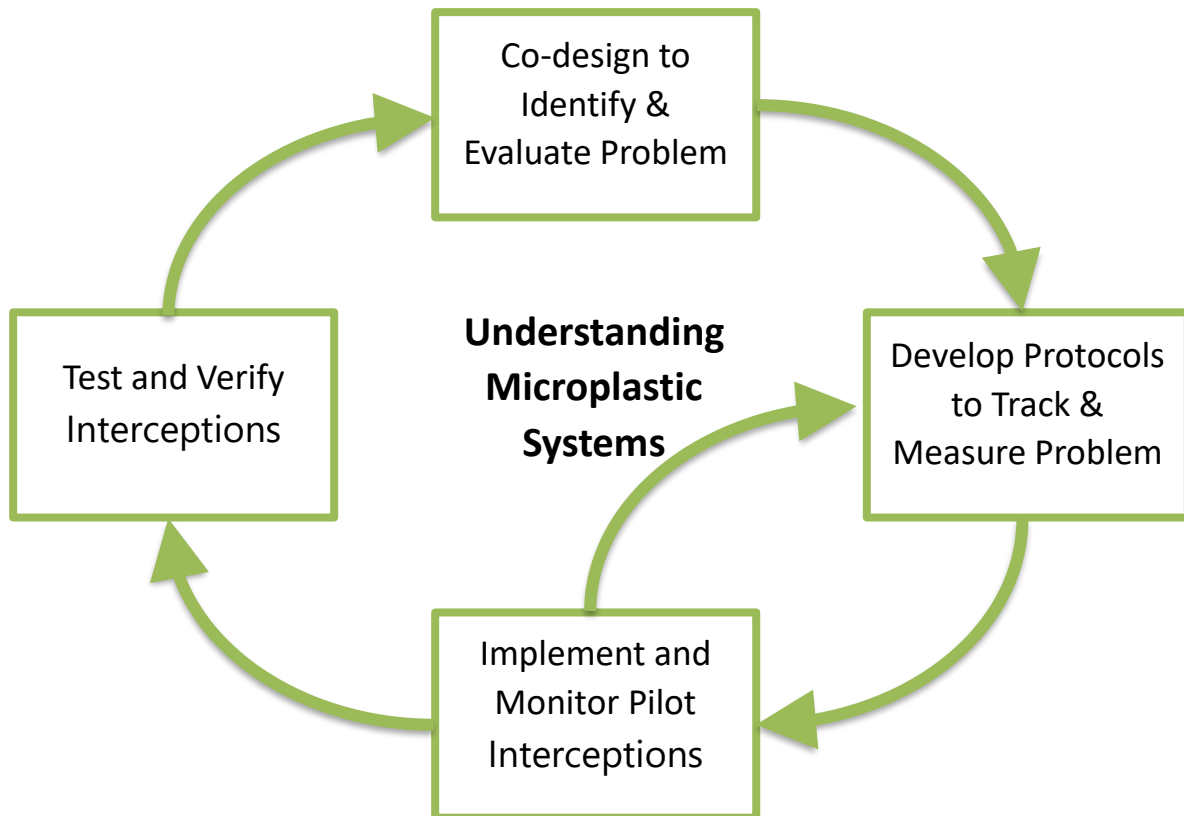 Co-design to
Identify &
Evaluate Problem
Understanding
Microplastic
Systems
Test and Verify
Interceptions
Develop Protocols
to Track &
Measure Problem
Implement and
Monitor Pilot
Interceptions